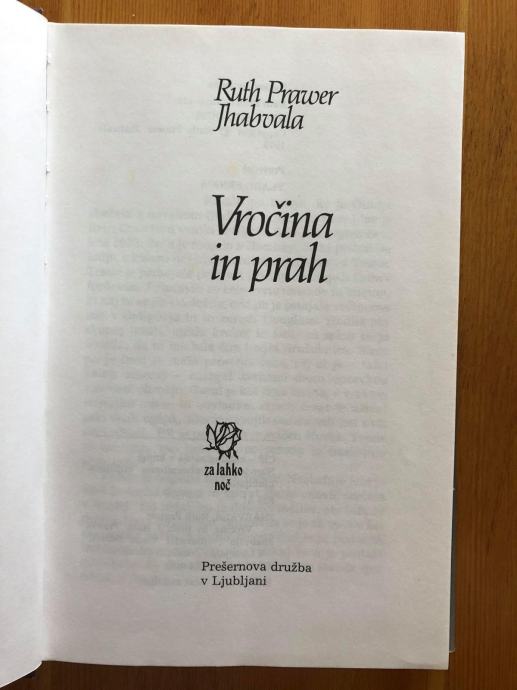 Ruth Prawer
Jhabvala
Vročina
in prah
za lahko
noč
Prešernova družba
v Ljubljani